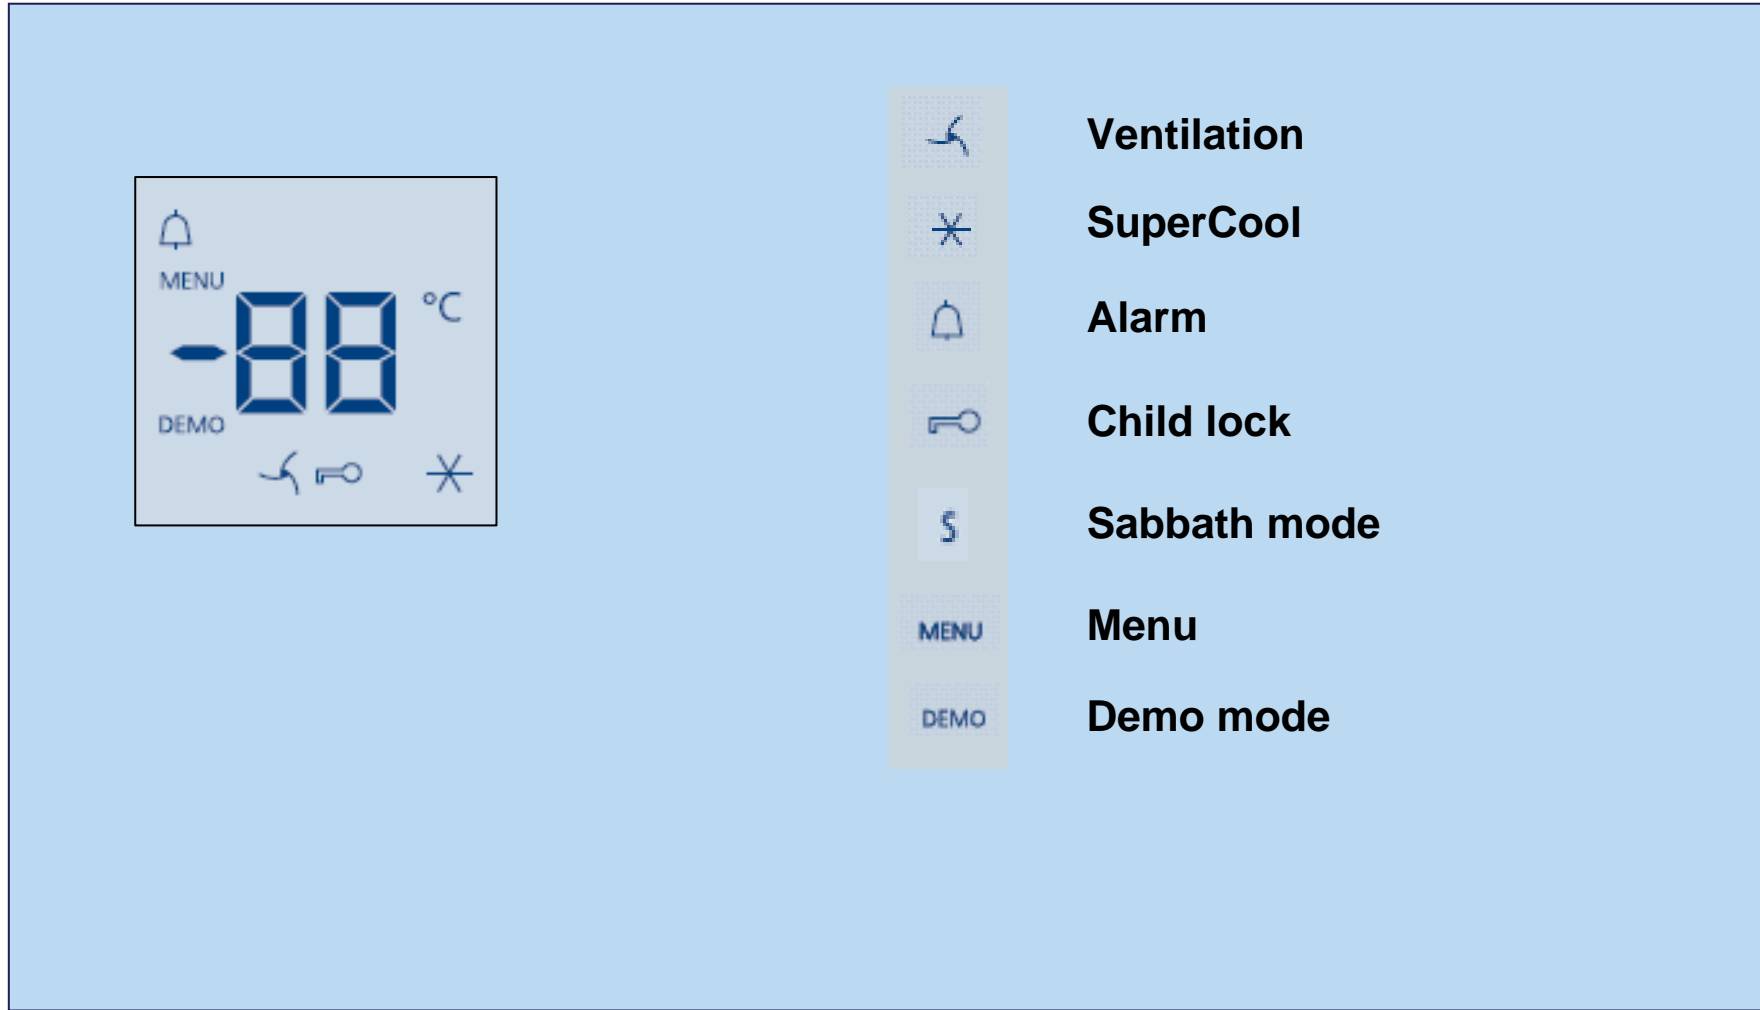 MENU
-88 °C
DEMO
Ventilation
SuperCool
Alarm
Child lock
S Sabbath mode
MENU Menu
DEMO Demo mode